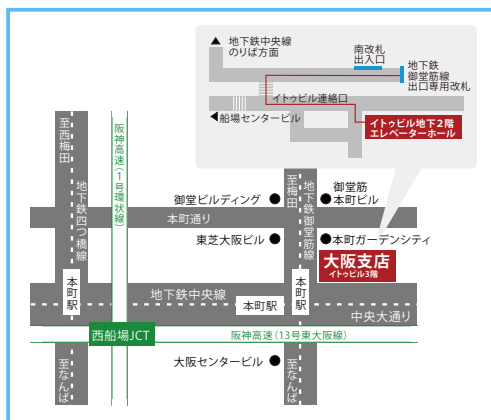 ▲ 地下鉄中央線
のりば方面
南改札
出入口
地下鉄
御堂筋線
出口専用改札
イトゥビル連絡口
◀船場センタービル
イトゥビル地下2階
エレベーターホール
至西梅田
阪神高速(1号環状線)
地下鉄四つ橋線
至梅田
地下鉄御堂筋線
御堂筋
本町ビル
御堂ビルディング
本町通り
東芝大阪ビル
本町ガーデンシティ
大阪支店
イトゥビル3階
本町駅
地下鉄中央線
本町駅
本町駅
中央大通り
西船場JCT
阪神高速(13号東大阪線)
至なんば
大阪センタービル
至なんば